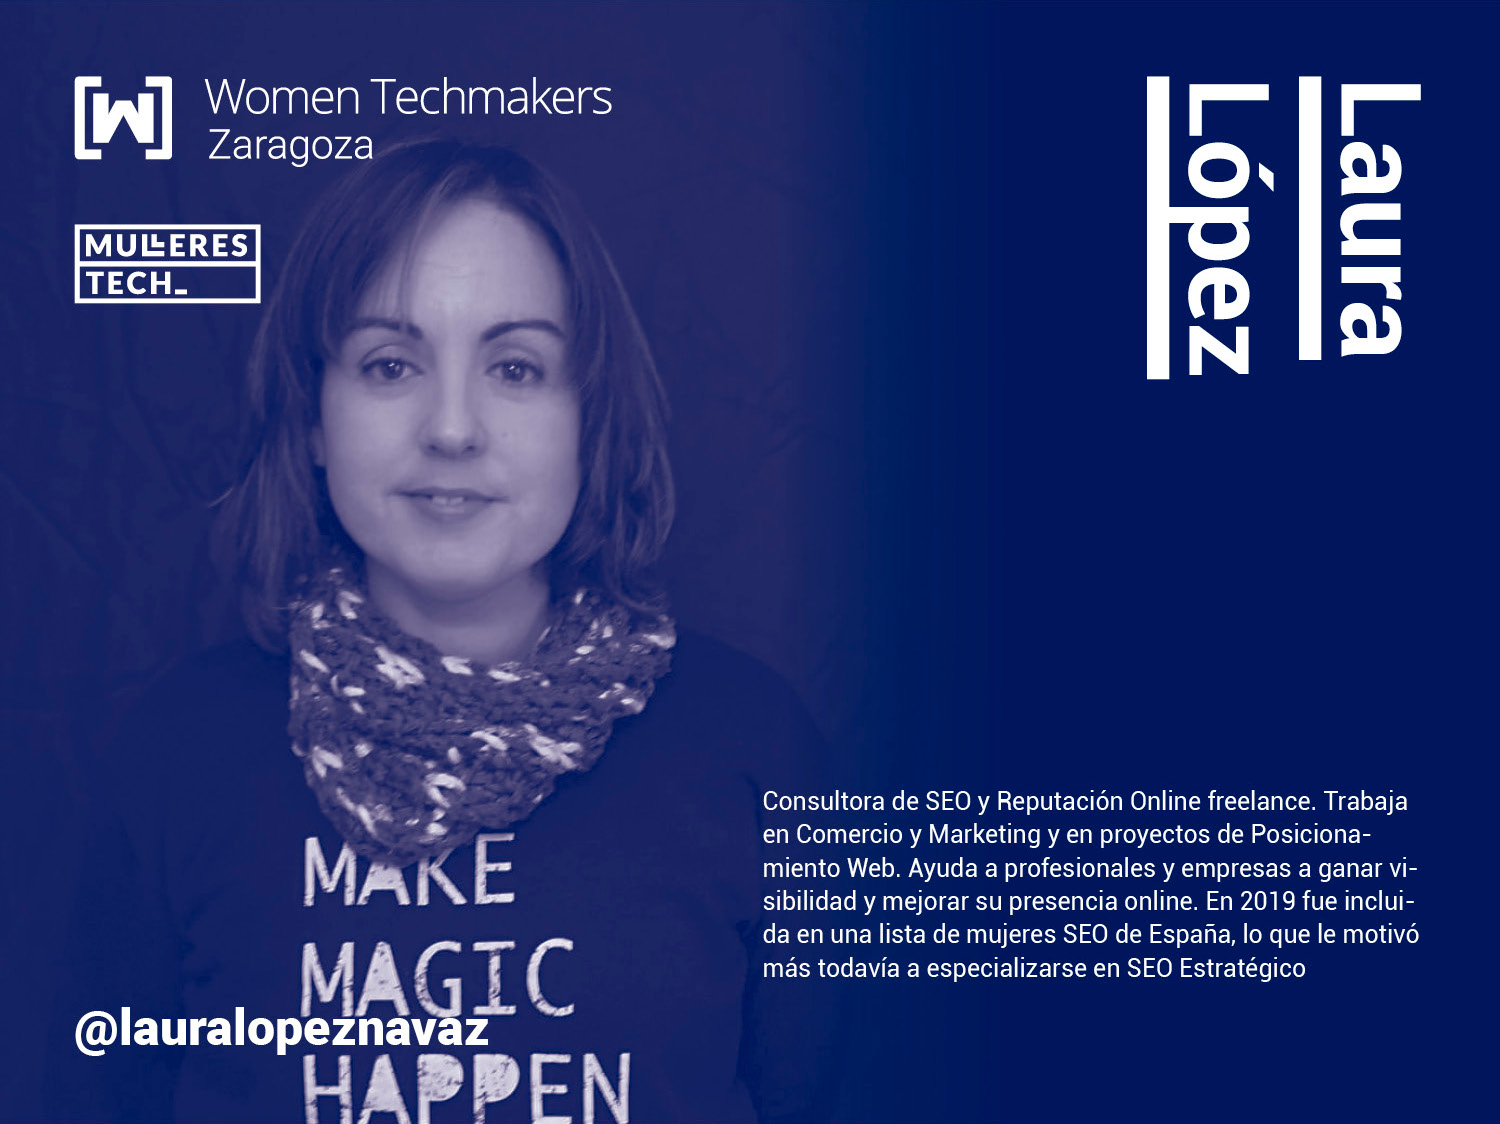 Women Techmakers
Zaragoza
MUJERES
TECH_
Laura
López
Consultora de SEO y Reputación Online freelance. Trabaja
en Comercio y Marketing y en proyectos de Posiciona-
miento Web. Ayuda a profesionales y empresas a ganar vi-
sibilidad y mejorar su presencia online. En 2019 fue inclui-
da en una lista de mujeres SEO de España, lo que le motivó
más todavía a especializarse en SEO Estratégico
MAKE
MAGIC
HAPPEN
@lauralopeznavaz